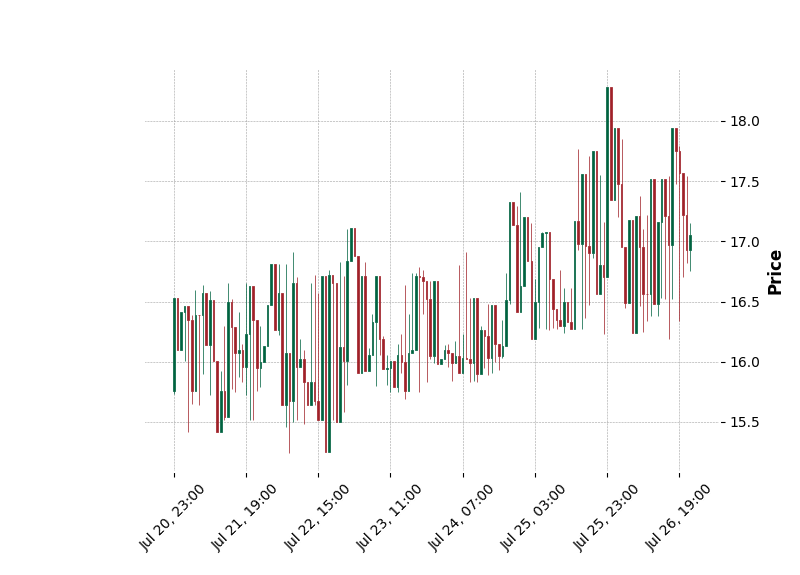 18.0
17.5
17.0
16.5
16.0
15.5
Price
Jul 20, 23:00
Jul 21, 19:00
Jul 22, 15:00
Jul 23, 11:00
Jul 24, 07:00
Jul 25, 03:00
Jul 25, 23:00
Jul 26, 19:00